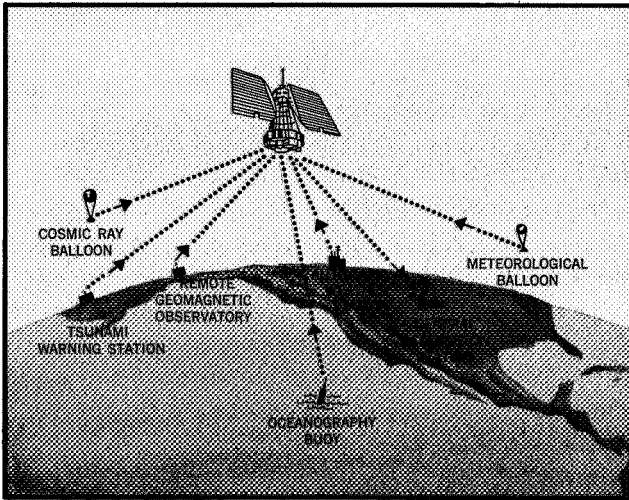 COSMIC RAY
BALLOON
METEOROLOGICAL
BALLOON
REMOTE
GEOMAGNETIC
OBSERVATORY
TSUNAMI
WARNING STATION
OCEANOGRAPHY
BUOY